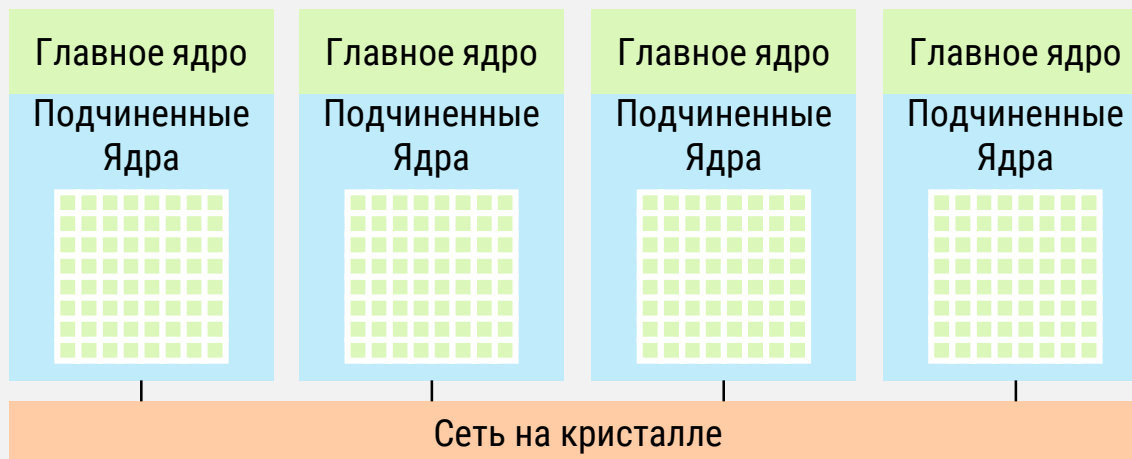 Главное ядро
Подчиненные
Ядра
Главное ядро
Подчиненные
Ядра
Главное ядро
Подчиненные
Ядра
Главное ядро
Подчиненные
Ядра
Сеть на кристалле